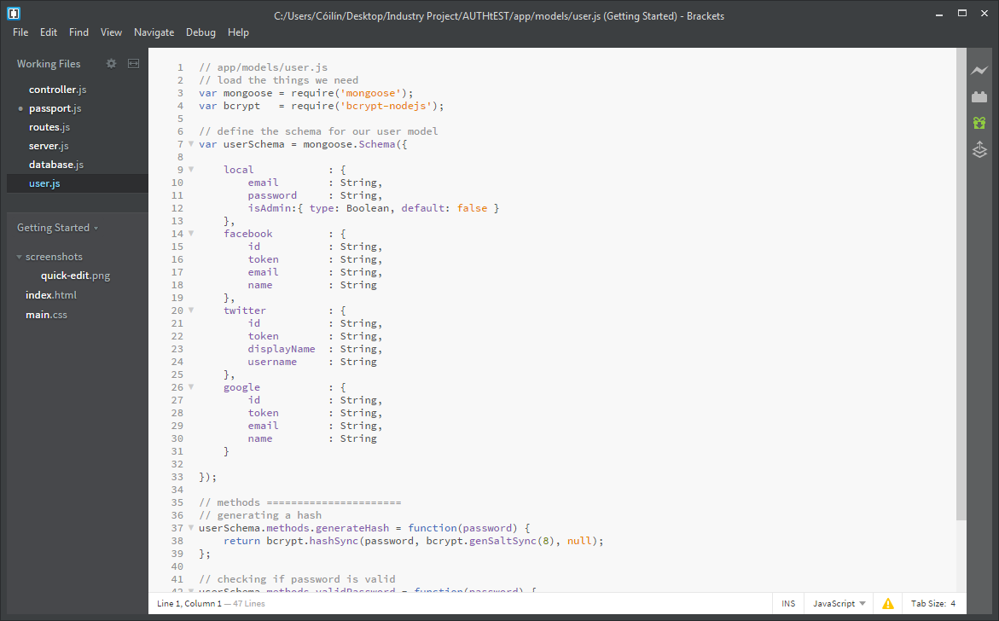 C:/Users/Cóilín/Desktop/Industry Project/AUTHtEST/app/models/user.js (Getting Started) - Brackets
File Edit Find View Navigate Debug Help
Working Files
controller.js
passport.js
routes.js
server.js
database.js
user.js
Getting Started
screenshots
quick-edit.png
index.html
main.css
1 // app/models/user.js
2 // load the things we need
3 var mongoose = require('mongoose');
4 var bcrypt   = require('bcrypt-nodejs');
5
6 // define the schema for our user model
7 var userSchema = mongoose.Schema({
8
9     local            : {
10         email        : String,
11         password     : String,
12         isAdmin:{ type: Boolean, default: false }
13     },
14     facebook         : {
15         id           : String,
16         token        : String,
17         email        : String,
18         name         : String
19     },
20     twitter          : {
21         id           : String,
22         token        : String,
23         displayName  : String,
24         username     : String
25     },
26     google           : {
27         id           : String,
28         token        : String,
29         email        : String,
30         name         : String
31     }
32
33 });
34
35 // methods ======================
36 // generating a hash
37 userSchema.methods.generateHash = function(password) {
38     return bcrypt.hashSync(password, bcrypt.genSaltSync(8), null);
39 };
40
41 // checking if password is valid
42 userSchema.methods.validPassword = function(password) {
Line 1, Column 1 — 47 Lines
INS JavaScript Tab Size: 4